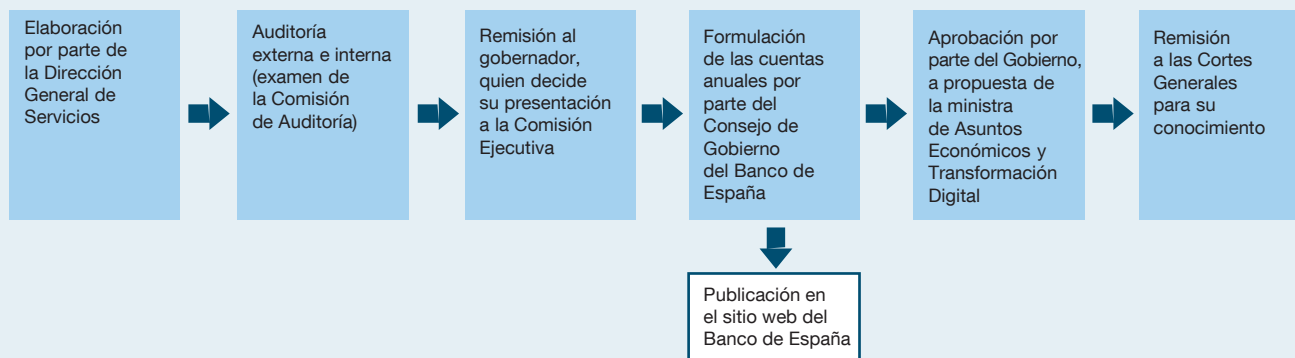 Elaboración
por parte de
la Dirección
General de
Servicios
Auditoría
externa e interna
(examen de
la Comisión
de Auditoría)
Remisión al
gobernador,
quien decide
su presentación
a la Comisión
Ejecutiva
Formulación
de las cuentas
anuales por
parte del
Consejo de
Gobierno
del Banco de
España
Aprobación por
parte del Gobierno,
a propuesta de
la ministra
de Asuntos
Económicos y
Transformación
Digital
Remisión
a las Cortes
Generales
para su
conocimiento
Publicación en
el sitio web del
Banco de España